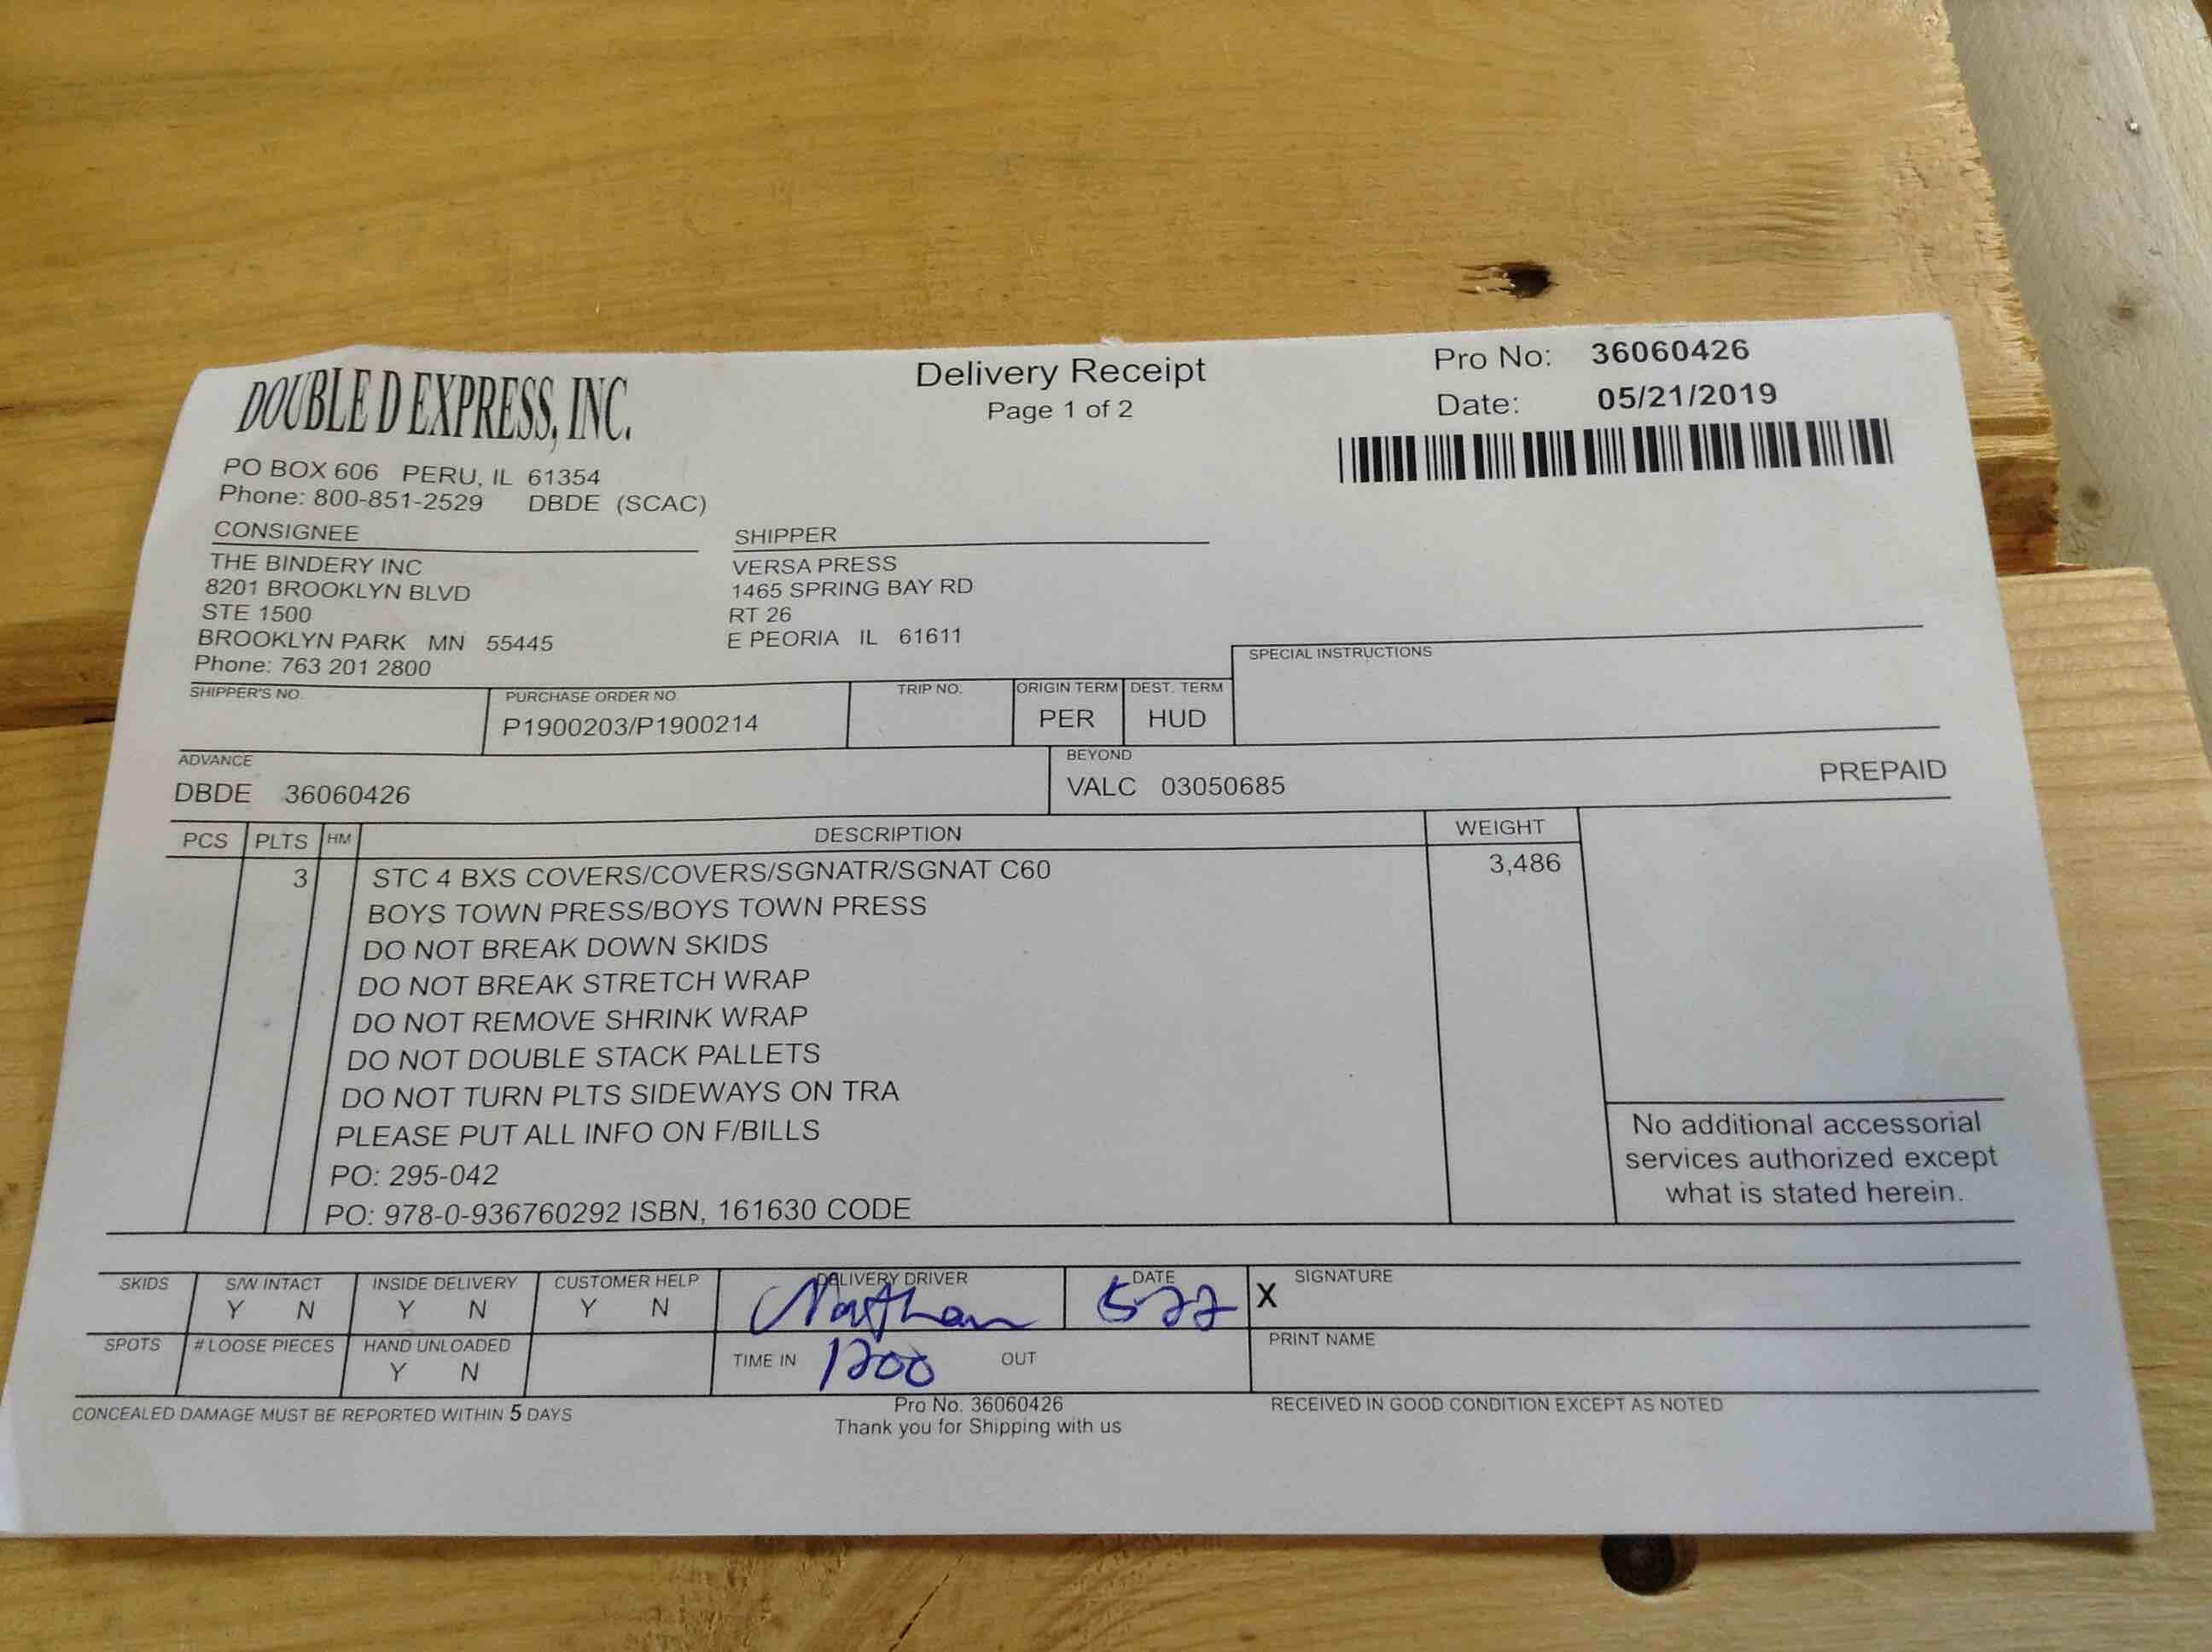 DOUBLE D EXPRESS, INC.
PO BOX 606 PERU, IL 61354
Phone: 800-851-2529 DBDE (SCAC)
Delivery Receipt
Page 1 of 2
Pro No: 36060426
Date: 05/21/2019
CONSIGNEE
THE BINDERY INC
8201 BROOKLYN BLVD
STE 1500
BROOKLYN PARK MN 55445
Phone: 763 201 2800
SHIPPER
VERSA PRESS
1465 SPRING BAY RD
RT 26
E PEORIA IL 61611
SPECIAL INSTRUCTIONS
SHIPPER'S NO. PURCHASE ORDER NO. TRIP NO. ORIGIN TERM DEST. TERM
P1900203/P1900214 PER HUD
ADVANCE BEYOND
DBDE 36060426 VALC 03050685 PREPAID
PCS PLTS HM DESCRIPTION WEIGHT
3 STC 4 BXS COVERS/COVERS/SGNATR/SGNAT C60 3,486
BOYS TOWN PRESS/BOYS TOWN PRESS
DO NOT BREAK DOWN SKIDS
DO NOT BREAK STRETCH WRAP
DO NOT REMOVE SHRINK WRAP
DO NOT DOUBLE STACK PALLETS
DO NOT TURN PLTS SIDEWAYS ON TRA
PLEASE PUT ALL INFO ON F/BILLS
PO: 295-042
PO: 978-0-936760292 ISBN, 161630 CODE
No additional accessorial
services authorized except
what is stated herein.
SKIDS S/W INTACT INSIDE DELIVERY CUSTOMER HELP DELIVERY DRIVER DATE SIGNATURE
Y N Y N Y N Nathan 5-22 X
SPOTS # LOOSE PIECES HAND UNLOADED TIME IN 1200 OUT PRINT NAME
Y N
CONCEALED DAMAGE MUST BE REPORTED WITHIN 5 DAYS
Pro No. 36060426
Thank you for Shipping with us
RECEIVED IN GOOD CONDITION EXCEPT AS NOTED